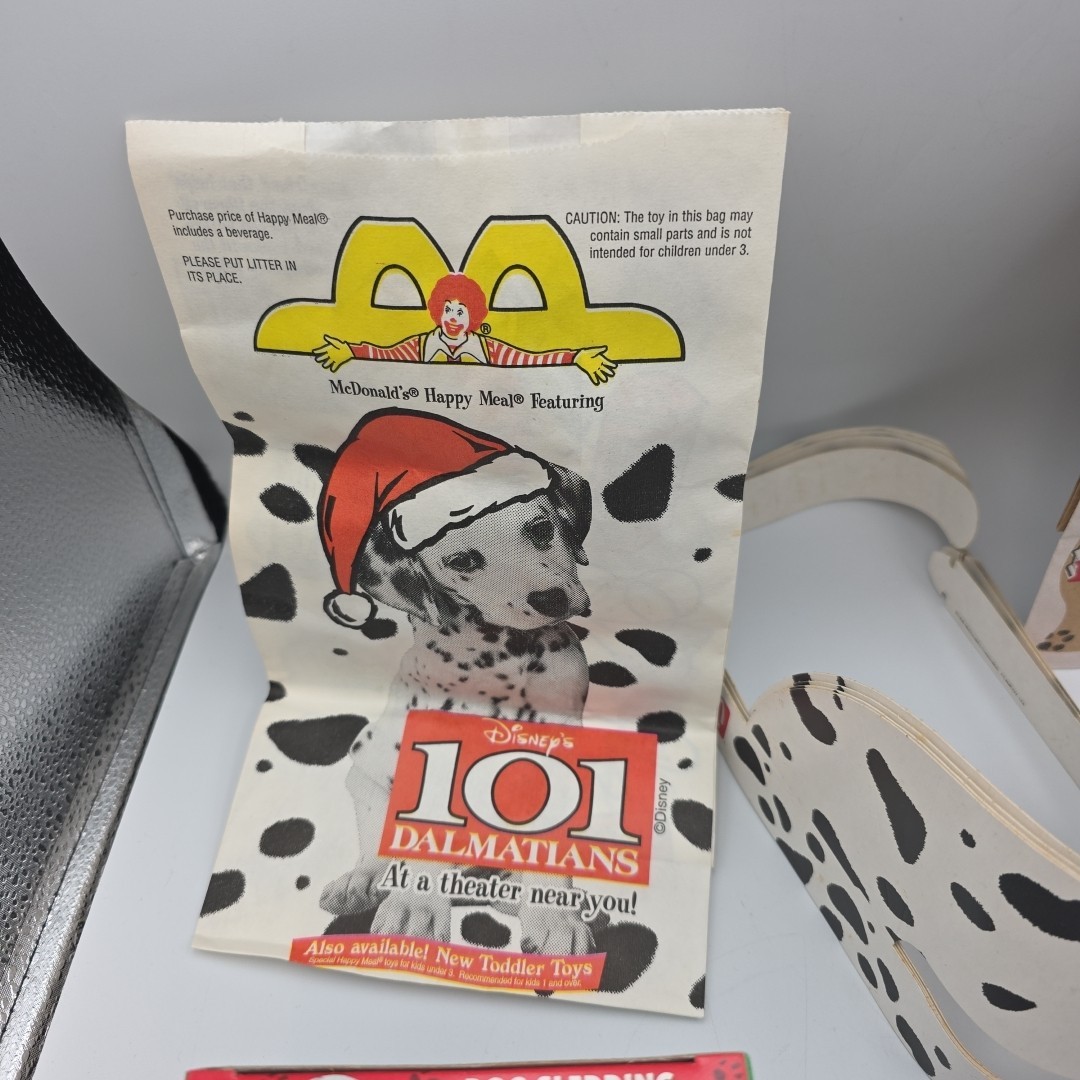 Purchase price of Happy Meal®
includes a beverage.
PLEASE PUT LITTER IN
ITS PLACE.
CAUTION: The toy in this bag may
contain small parts and is not
intended for children under 3.
®
McDonald's® Happy Meal® Featuring
Disney's
101
DALMATIANS
©Disney
At a theater near you!
Also available! New Toddler Toys
Special Happy Meal® toys for kids under 3. Recommended for kids 1 and over.